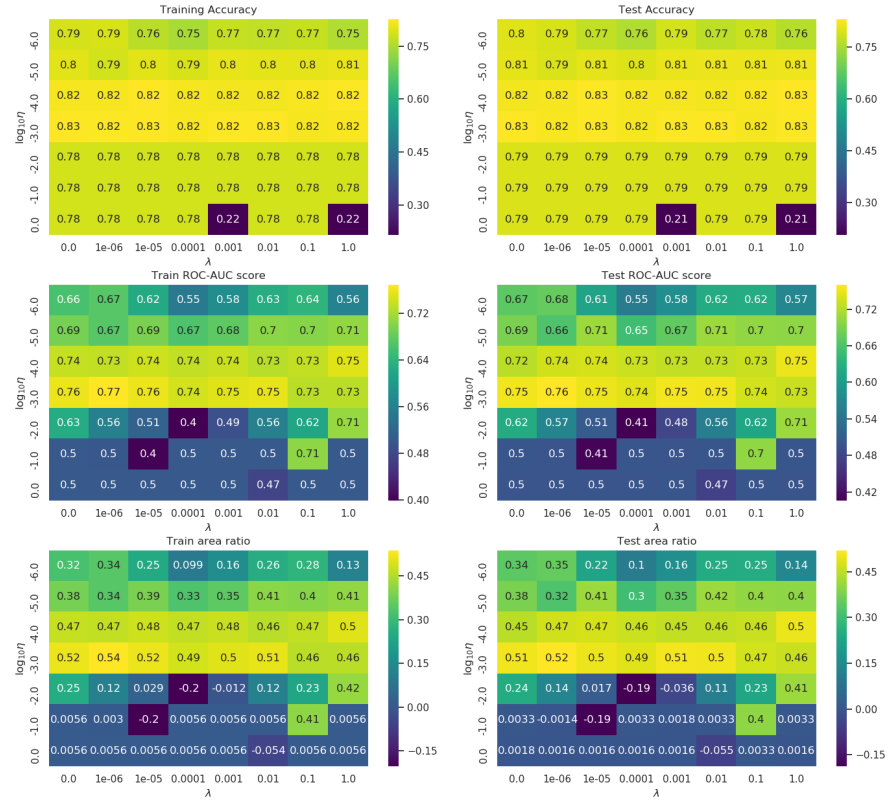 Training Accuracy
-6.0 0.79 0.79 0.76 0.75 0.77 0.77 0.77 0.75
-5.0 0.8 0.79 0.8 0.79 0.8 0.8 0.8 0.81
-4.0 0.82 0.82 0.82 0.82 0.82 0.82 0.82 0.82
-3.0 0.83 0.83 0.83 0.82 0.82 0.83 0.82 0.82
-2.0 0.78 0.78 0.78 0.78 0.78 0.78 0.78 0.78
-1.0 0.78 0.78 0.78 0.78 0.78 0.78 0.78 0.78
0.0 0.78 0.78 0.78 0.78 0.22 0.78 0.78 0.22
0.0 1e-06 1e-05 0.0001 0.001 0.01 0.1 1.0
λ
log₁₀η
0.75
0.60
0.45
0.30
Test Accuracy
-6.0 0.8 0.79 0.77 0.76 0.79 0.77 0.78 0.76
-5.0 0.81 0.79 0.81 0.8 0.8 0.81 0.81 0.81
-4.0 0.82 0.82 0.82 0.82 0.82 0.82 0.82 0.83
-3.0 0.83 0.83 0.82 0.83 0.83 0.82 0.82 0.83
-2.0 0.79 0.79 0.79 0.79 0.79 0.79 0.79 0.79
-1.0 0.79 0.79 0.79 0.79 0.79 0.79 0.79 0.79
0.0 0.79 0.79 0.79 0.79 0.21 0.79 0.79 0.21
0.0 1e-06 1e-05 0.0001 0.001 0.01 0.1 1.0
λ
log₁₀η
0.75
0.60
0.45
0.30
Train ROC-AUC score
-6.0 0.66 0.67 0.62 0.55 0.58 0.63 0.64 0.56
-5.0 0.69 0.67 0.69 0.67 0.68 0.7 0.7 0.71
-4.0 0.74 0.73 0.74 0.74 0.74 0.73 0.74 0.75
-3.0 0.76 0.77 0.76 0.74 0.75 0.75 0.73 0.73
-2.0 0.63 0.56 0.51 0.4 0.49 0.56 0.62 0.71
-1.0 0.5 0.5 0.4 0.5 0.5 0.5 0.71 0.5
0.0 0.5 0.5 0.5 0.5 0.5 0.47 0.5 0.5
0.0 1e-06 1e-05 0.0001 0.001 0.01 0.1 1.0
λ
log₁₀η
0.72
0.64
0.56
0.48
0.40
Test ROC-AUC score
-6.0 0.67 0.68 0.61 0.55 0.58 0.62 0.62 0.57
-5.0 0.69 0.66 0.71 0.65 0.67 0.71 0.7 0.7
-4.0 0.72 0.74 0.74 0.73 0.73 0.73 0.74 0.75
-3.0 0.75 0.76 0.75 0.74 0.75 0.75 0.74 0.73
-2.0 0.62 0.57 0.51 0.41 0.48 0.56 0.62 0.71
-1.0 0.5 0.5 0.41 0.5 0.5 0.5 0.7 0.5
0.0 0.5 0.5 0.5 0.5 0.5 0.47 0.5 0.5
0.0 1e-06 1e-05 0.0001 0.001 0.01 0.1 1.0
λ
log₁₀η
0.72
0.66
0.60
0.54
0.48
0.42
Train area ratio
-6.0 0.32 0.34 0.25 0.099 0.16 0.26 0.28 0.13
-5.0 0.38 0.34 0.39 0.33 0.35 0.41 0.4 0.41
-4.0 0.47 0.47 0.48 0.47 0.48 0.46 0.47 0.5
-3.0 0.52 0.54 0.52 0.49 0.5 0.51 0.46 0.46
-2.0 0.25 0.12 0.029 -0.2 -0.012 0.12 0.23 0.42
-1.0 0.0056 0.003 -0.2 0.0056 0.0056 0.0056 0.41 0.0056
0.0 0.0056 0.0056 0.0056 0.0056 0.0056 -0.054 0.0056 0.0056
0.0 1e-06 1e-05 0.0001 0.001 0.01 0.1 1.0
λ
log₁₀η
0.45
0.30
0.15
0.00
−0.15
Test area ratio
-6.0 0.34 0.35 0.22 0.1 0.16 0.25 0.25 0.14
-5.0 0.38 0.32 0.41 0.3 0.35 0.42 0.4 0.4
-4.0 0.45 0.47 0.47 0.46 0.45 0.46 0.47 0.5
-3.0 0.51 0.52 0.5 0.49 0.51 0.5 0.47 0.46
-2.0 0.24 0.14 0.017 -0.19 -0.036 0.11 0.23 0.41
-1.0 0.0033 -0.0014 -0.19 0.0033 0.0018 0.0033 0.4 0.0033
0.0 0.0018 0.0016 0.0016 0.0016 0.0016 -0.055 0.0033 0.0016
0.0 1e-06 1e-05 0.0001 0.001 0.01 0.1 1.0
λ
log₁₀η
0.45
0.30
0.15
0.00
−0.15